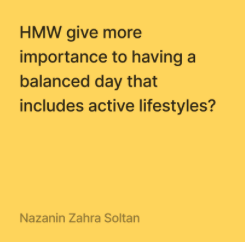 HMW give more
importance to having a
balanced day that
includes active lifestyles?
Nazanin Zahra Soltan